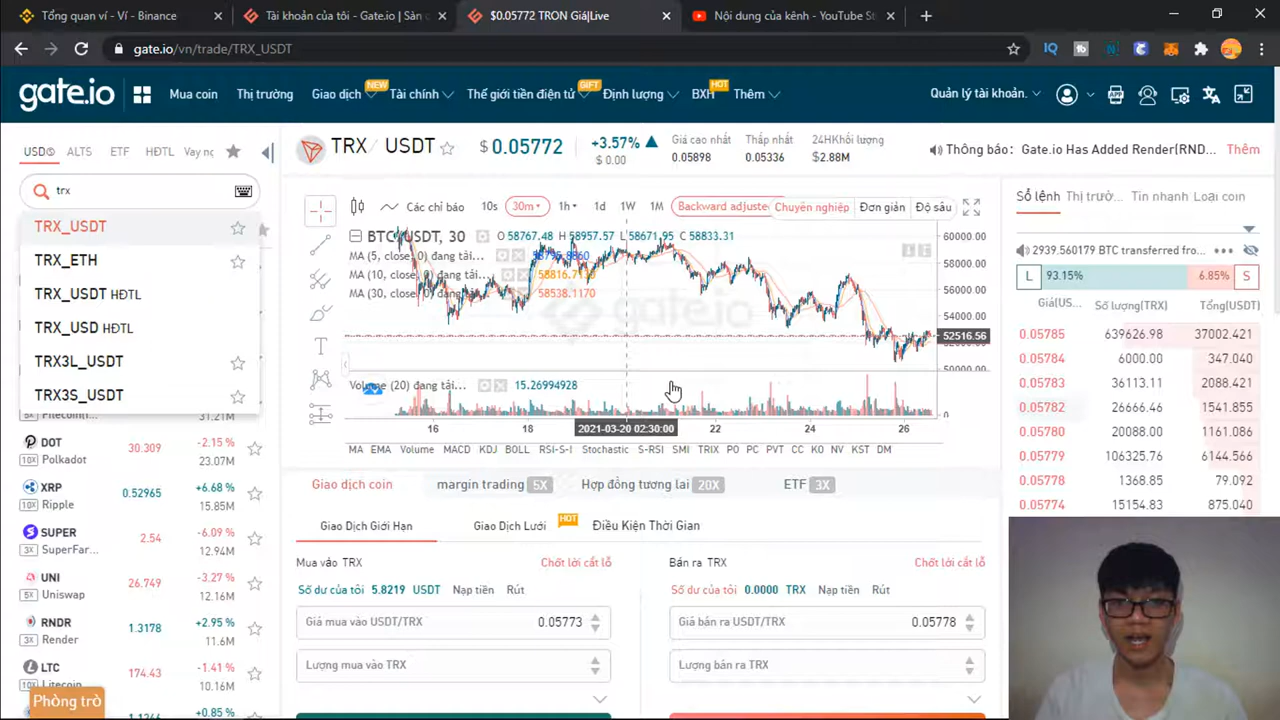 Tổng quan ví - Ví - Binance
Tài khoản của tôi - Gate.io | Sàn
$0.05772 TRON Giá|Live
Nội dung của kênh - YouTube St
gate.io/vn/trade/TRX_USDT
gate.io
Mua coin
Thị trường
Giao dịch
NEW
Tài chính
Thế giới tiền điện tử
GIFT
Định lượng
BXH
HOT
Thêm
Quản lý tài khoản.
USDⓈ
ALTS
ETF
HĐTL
Vay nợ
trx
TRX_USDT
TRX_ETH
TRX_USDT HĐTL
TRX_USD HĐTL
TRX3L_USDT
TRX3S_USDT
31.21M
DOT 30.309 -2.15 %
10X Polkadot 23.07M
XRP 0.52965 +6.68 %
10X Ripple 15.85M
SUPER 2.54 -6.09 %
3X SuperFar... 12.94M
UNI 26.749 -3.27 %
5X Uniswap 12.16M
RNDR 1.3178 +2.95 %
3X Render 11.6M
LTC 174.43 -1.41 %
10X Litecoin 10.16M
+0.85 %
Phòng trò
TRX/ USDT
$ 0.05772
+3.57%
$ 0.00
Giá cao nhất
0.05898
Thấp nhất
0.05336
24HKhối lượng
$2.88M
Thông báo: Gate.io Has Added Render(RND...
Thêm
Các chỉ báo
10s
30m
1h
1d
1W
1M
Backward adjuste
Chuyên nghiệp
Đơn giản
Độ sâu
BTC USDT, 30
O 58767.48 H 58957.57 L 58671.95 C 58833.31
MA (5, close, 0) đang tải...
MA (10, close, 0) đang tải...
MA (30, close, 0) đang tải...
58538.1170
gate.io
60000.00
58000.00
56000.00
54000.00
52516.56
50000.00
Volume (20) đang tải...
15.26994928
0
16
18
2021-03-20 02:30:00
22
24
26
MA EMA Volume MACD KDJ BOLL RSI-S-I Stochastic S-RSI SMI TRIX PO PC PVT CC KO NV KST DM
Giao dịch coin
margin trading 5X
Hợp đồng tương lai 20X
ETF 3X
Giao Dịch Giới Hạn
Giao Dịch Lưới
HOT
Điều Kiện Thời Gian
Mua vào TRX
Chốt lời cắt lỗ
Số dư của tôi 5.8219 USDT Nạp tiền Rút
Giá mua vào USDT/TRX 0.05773
Lượng mua vào TRX
Bán ra TRX
Chốt lời cắt lỗ
Số dư của tôi 0.0000 TRX Nạp tiền Rút
Giá bán ra USDT/TRX 0.05778
Lượng bán ra TRX
Sổ lệnh
Thị trườ...
Tin nhanh
Loại coin
2939.560179 BTC transferred fro...
L 93.15% 6.85% S
Giá(US... Số lượng(TRX) Tổng(USDT)
0.05785 639626.98 37002.421
0.05784 6000.00 347.040
0.05783 36113.11 2088.421
0.05782 26666.46 1541.855
0.05780 20088.00 1161.086
0.05779 106325.76 6144.566
0.05778 1368.85 79.092
0.05774 15154.83 875.040